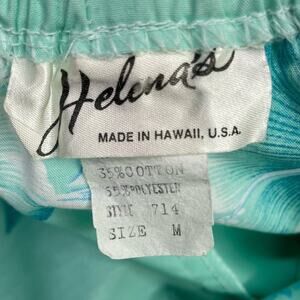 Helena's
MADE IN HAWAII, U.S.A.
35%COTTON
65%POLYESTER
STYLE 714
SIZE M